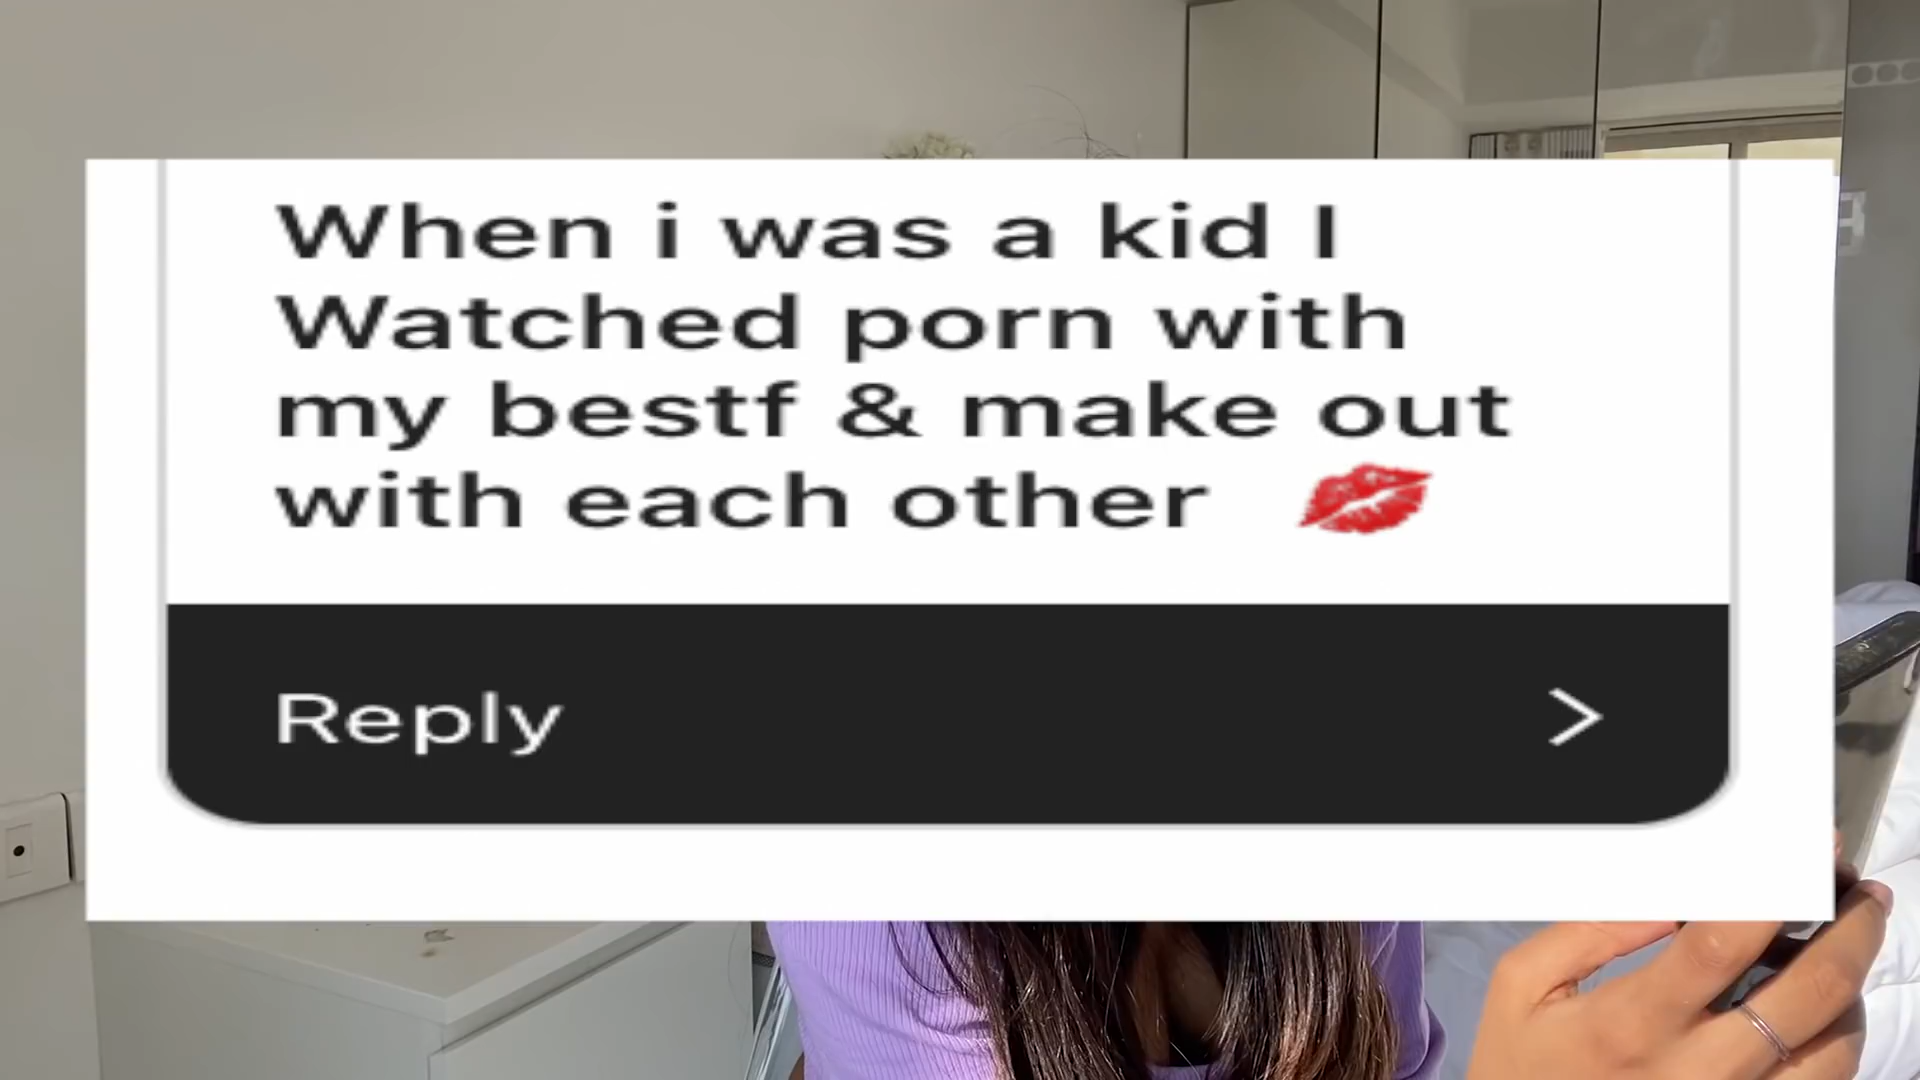 When i was a kid I
Watched porn with
my bestf & make out
with each other 💋
Reply